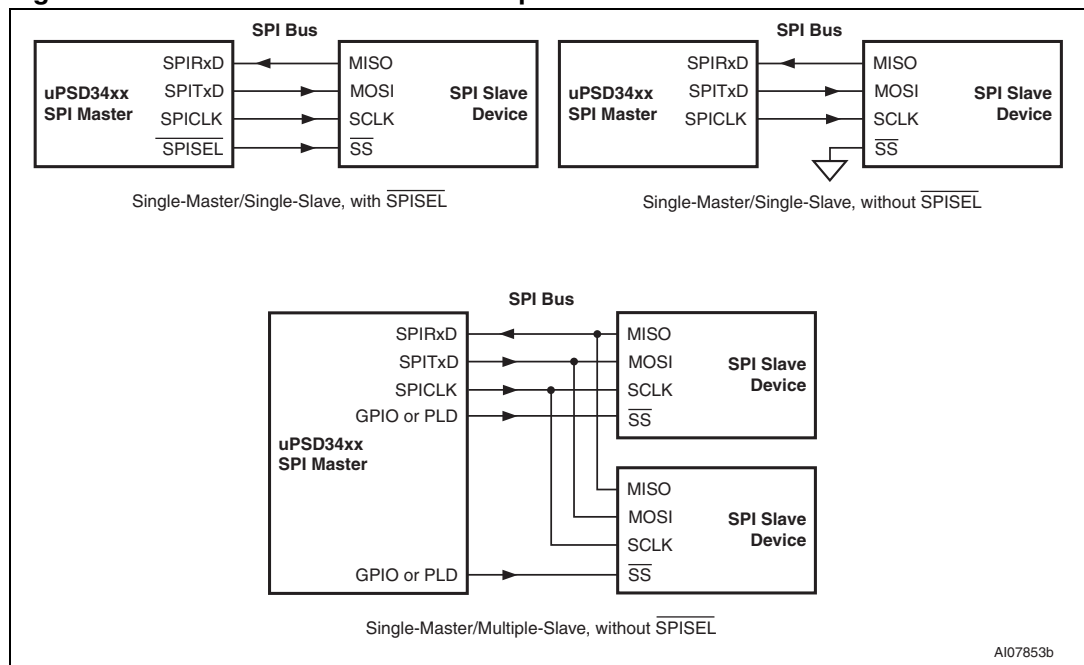 SPI Bus
SPIRxD
SPITxD
SPICLK
SPISEL
uPSD34xx
SPI Master
MISO
MOSI
SCLK
SS
SPI Slave
Device
Single-Master/Single-Slave, with SPISEL
SPI Bus
SPIRxD
SPITxD
SPICLK
uPSD34xx
SPI Master
MISO
MOSI
SCLK
SS
SPI Slave
Device
Single-Master/Single-Slave, without SPISEL
SPI Bus
SPIRxD
SPITxD
SPICLK
GPIO or PLD
uPSD34xx
SPI Master
GPIO or PLD
MISO
MOSI
SCLK
SS
SPI Slave
Device
MISO
MOSI
SCLK
SS
SPI Slave
Device
Single-Master/Multiple-Slave, without SPISEL
AI07853b